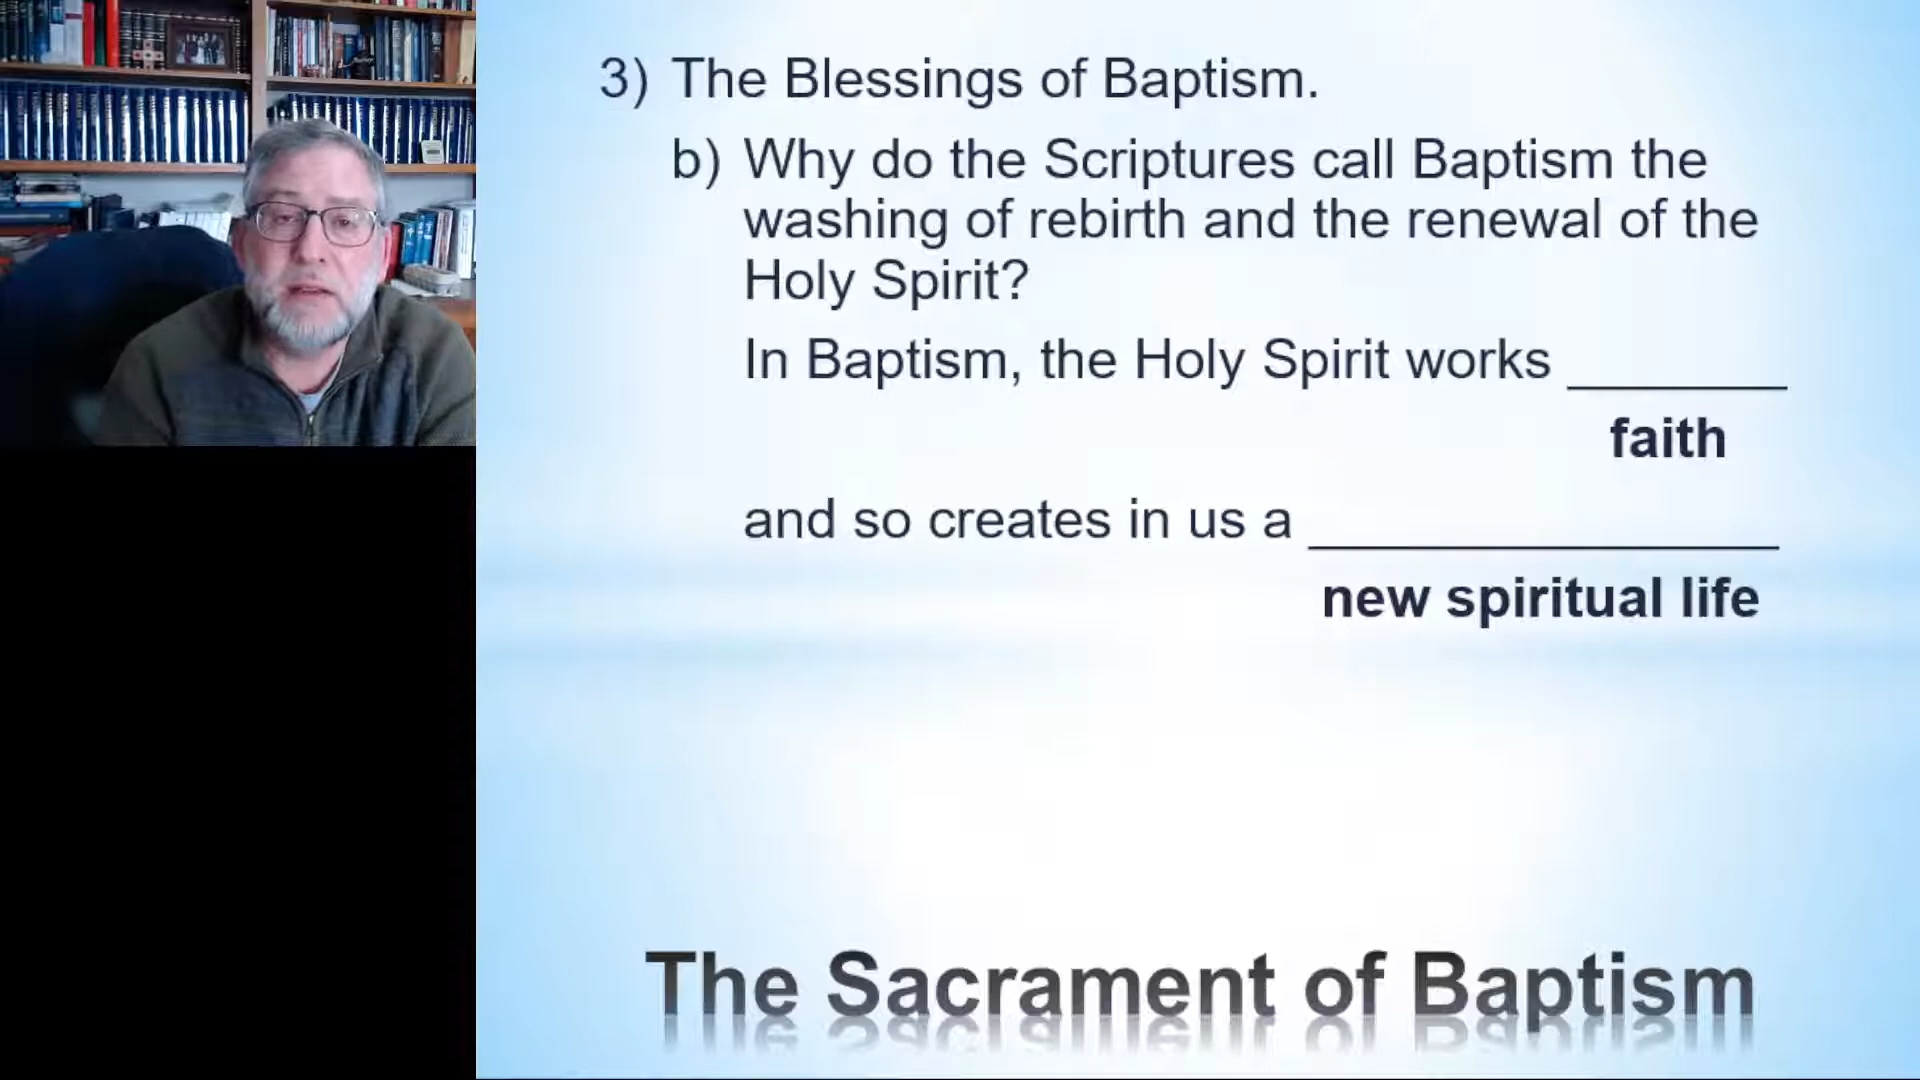 3) The Blessings of Baptism.
b) Why do the Scriptures call Baptism the
washing of rebirth and the renewal of the
Holy Spirit?
In Baptism, the Holy Spirit works ________
faith
and so creates in us a _________________
new spiritual life
The Sacrament of Baptism